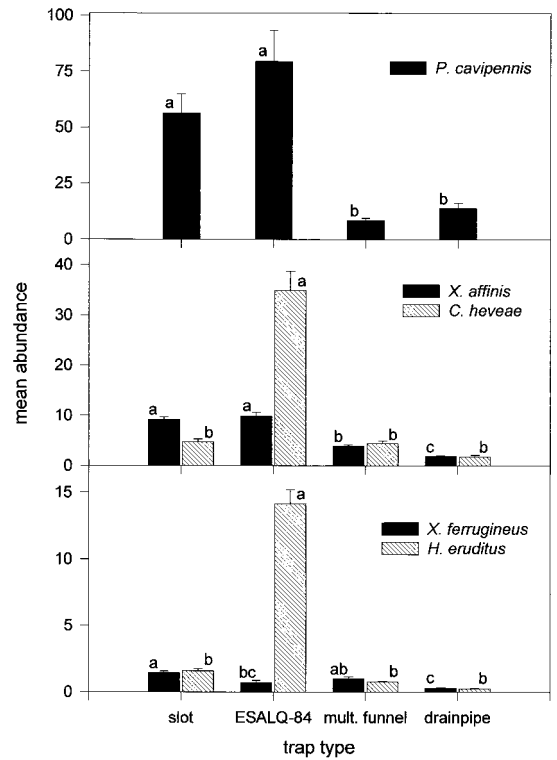 mean abundance
100
75
50
25
0
a
a
b
b
P. cavipennis
40
30
20
10
0
a
b
a
a
b
b
c
b
X. affinis
C. heveae
15
10
5
0
a
b
bc
a
ab
b
c
b
X. ferrugineus
H. eruditus
slot
ESALQ-84
mult. funnel
drainpipe
trap type